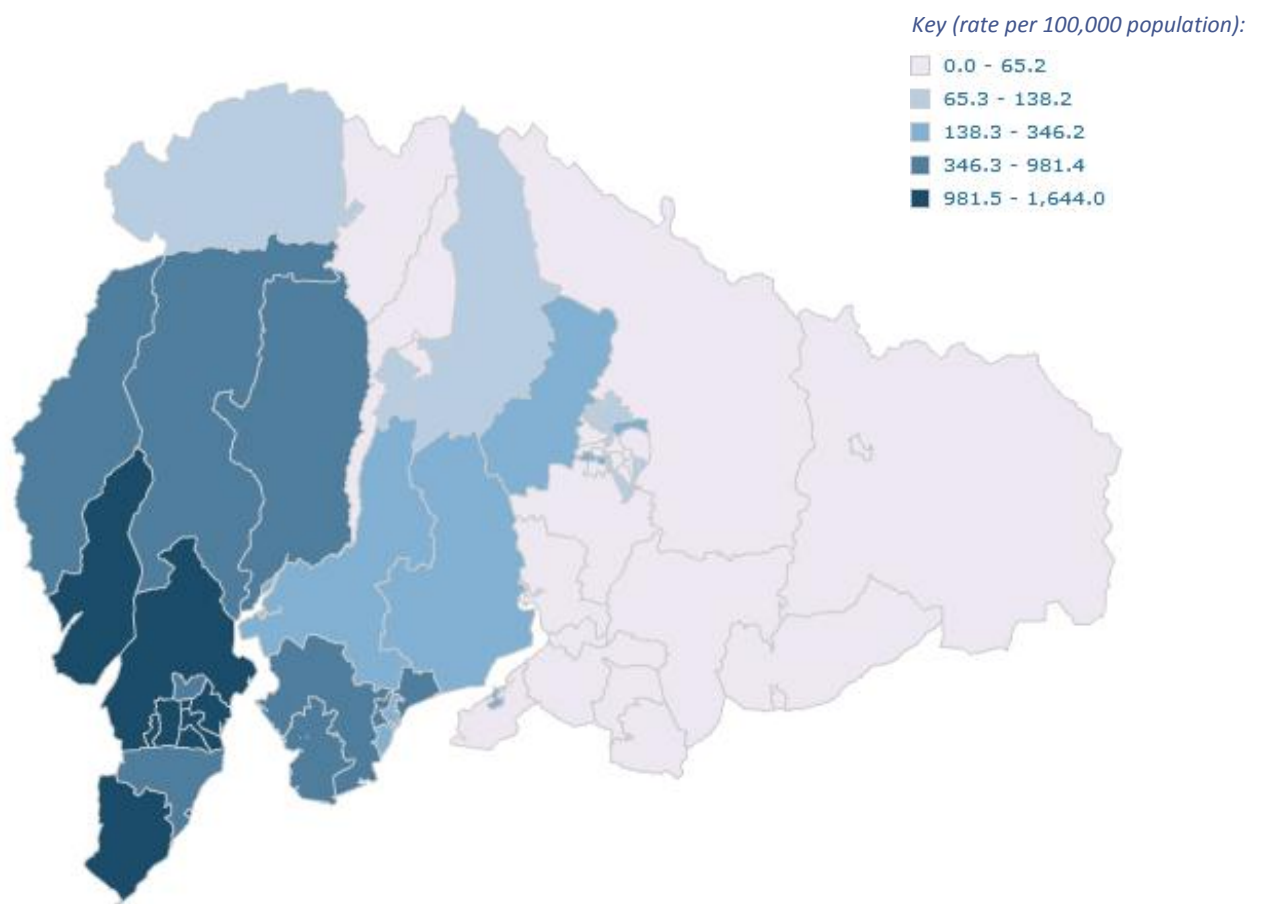 Key (rate per 100,000 population):
0.0 - 65.2
65.3 - 138.2
138.3 - 346.2
346.3 - 981.4
981.5 - 1,644.0